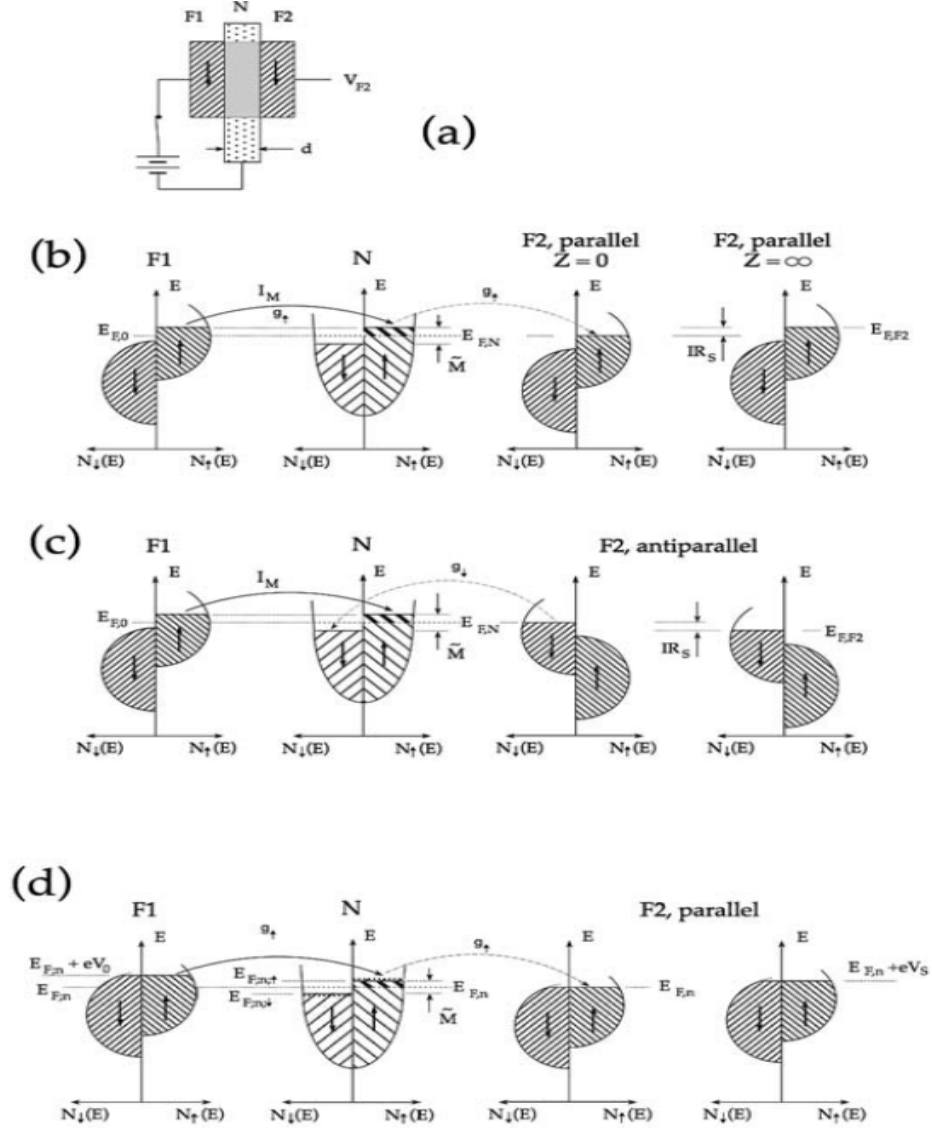 F1 N F2
V_F2
d
(a)
(b)
F1 N F2, parallel Z = 0 F2, parallel Z = ∞
E E E E
I_M g↑
g↑
E_F,0 E_F,N M̃ IR_S E_F,F2
↓ ↑ ↓ ↑ ↓ ↑ ↓ ↑
N↓(E) N↑(E) N↓(E) N↑(E) N↓(E) N↑(E) N↓(E) N↑(E)
(c)
F1 N F2, antiparallel
E E E E
I_M g↓
E_F,0 E_F,N M̃ IR_S E_F,F2
N↓(E) N↑(E) N↓(E) N↑(E) N↓(E) N↑(E) N↓(E) N↑(E)
(d)
F1 N F2, parallel
E E E E
g↑ g↑
E_F,n + eV_0 E_F,n,↑ E_F,n + eV_S
E_F,n E_F,n,↓ E_F,n M̃ E_F,n
N↓(E) N↑(E) N↓(E) N↑(E) N↓(E) N↑(E) N↓(E) N↑(E)